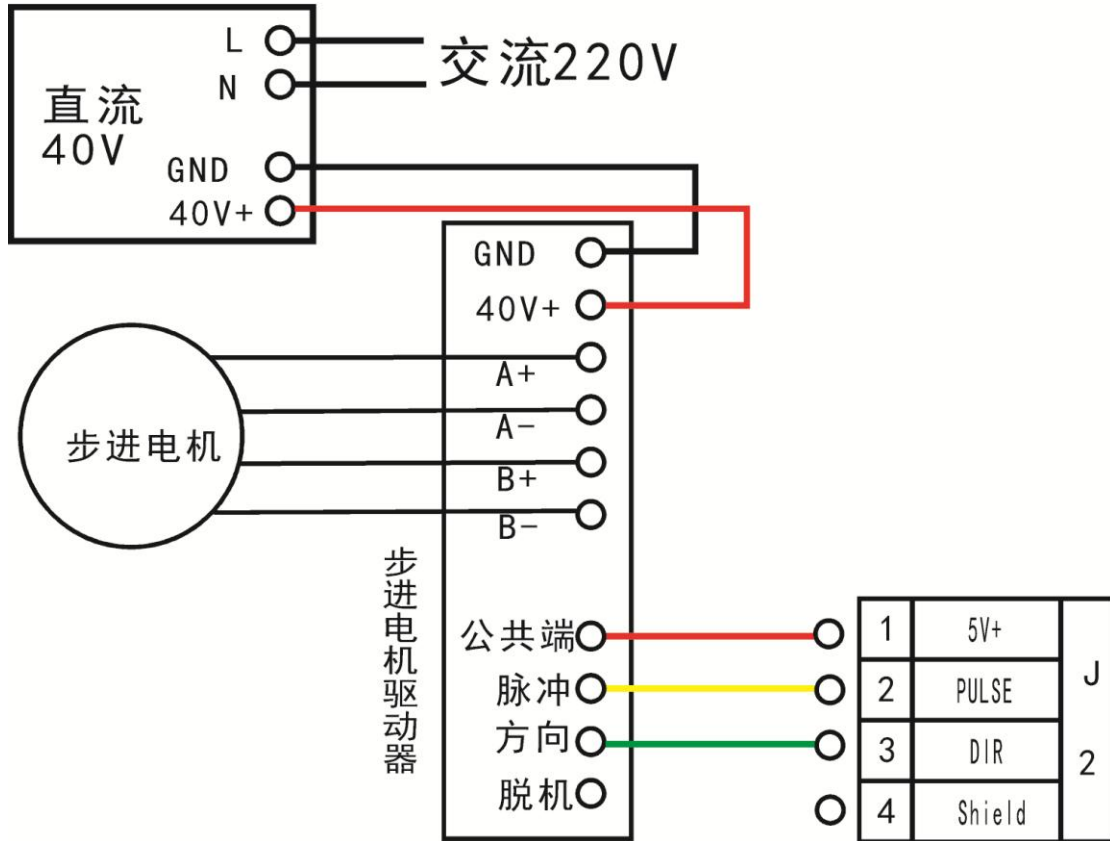 L
交流220V
N
直流
40V
GND
40V+
GND
40V+
A+
A-
步进电机
B+
B-
步进电机驱动器
公共端
脉冲
方向
脱机
1 5V+
2 PULSE
3 DIR
4 Shield
J2